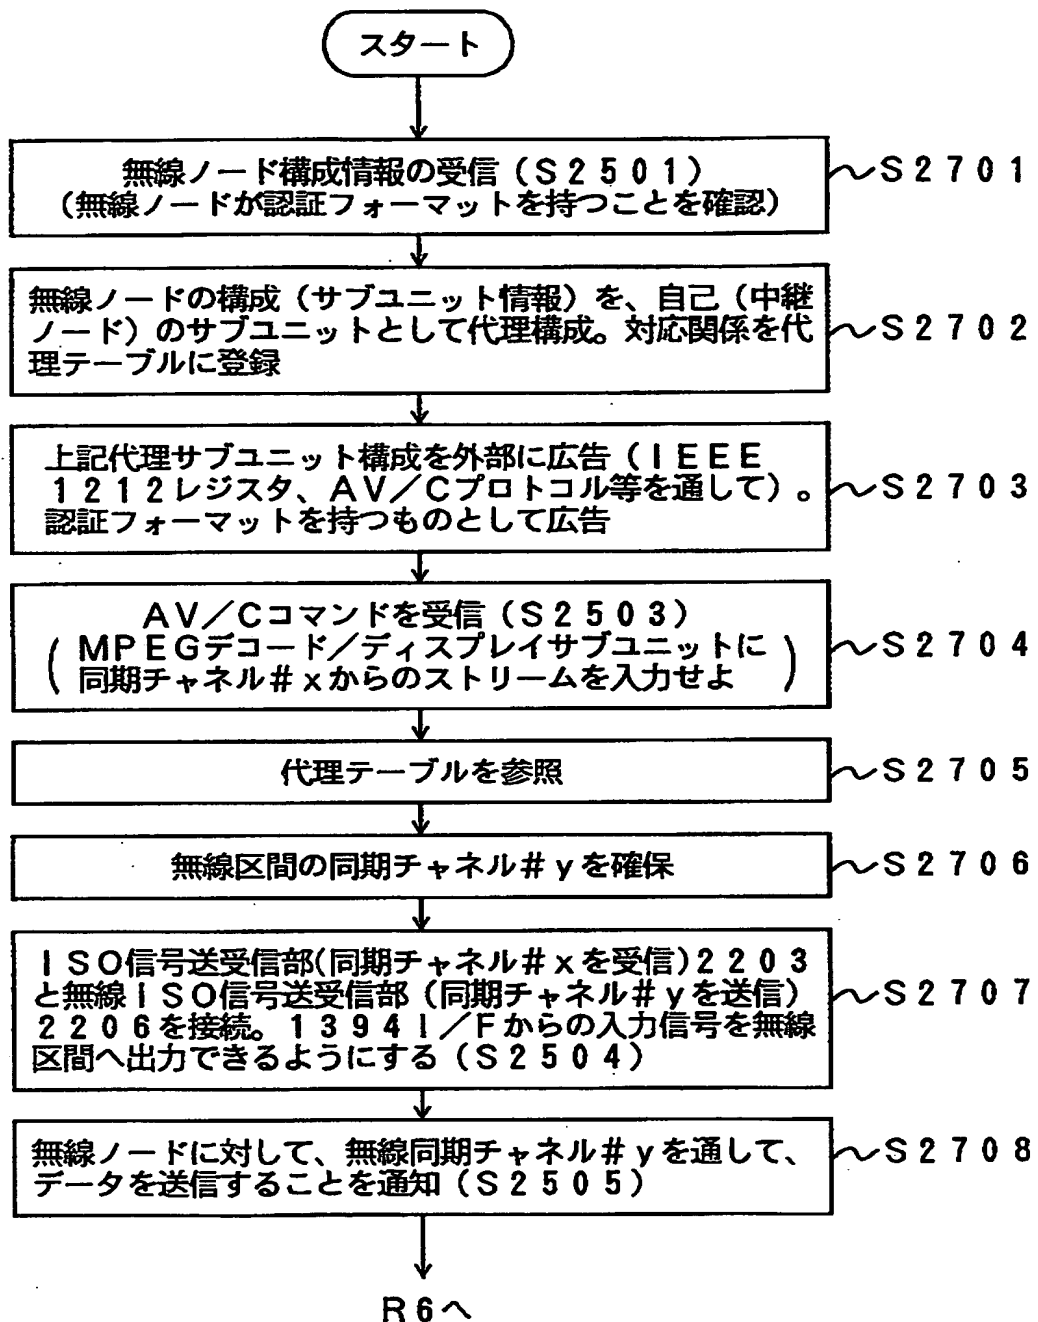 スタート
無線ノード構成情報の受信(S2501)
(無線ノードが認証フォーマットを持つことを確認)
~S2701
無線ノードの構成(サブユニット情報)を、自己(中継
ノード)のサブユニットとして代理構成。対応関係を代
理テーブルに登録
~S2702
上記代理サブユニット構成を外部に広告(IEEE
1212レジスタ、AV/Cプロトコル等を通して)。
認証フォーマットを持つものとして広告
~S2703
AV/Cコマンドを受信(S2503)
(MPEGデコード/ディスプレイサブユニットに
同期チャネル#xからのストリームを入力せよ)
~S2704
代理テーブルを参照
~S2705
無線区間の同期チャネル#yを確保
~S2706
ISO信号送受信部(同期チャネル#xを受信)2203
と無線ISO信号送受信部(同期チャネル#yを送信)
2206を接続。1394I/Fからの入力信号を無線
区間へ出力できるようにする(S2504)
~S2707
無線ノードに対して、無線同期チャネル#yを通して、
データを送信することを通知(S2505)
~S2708
R6へ